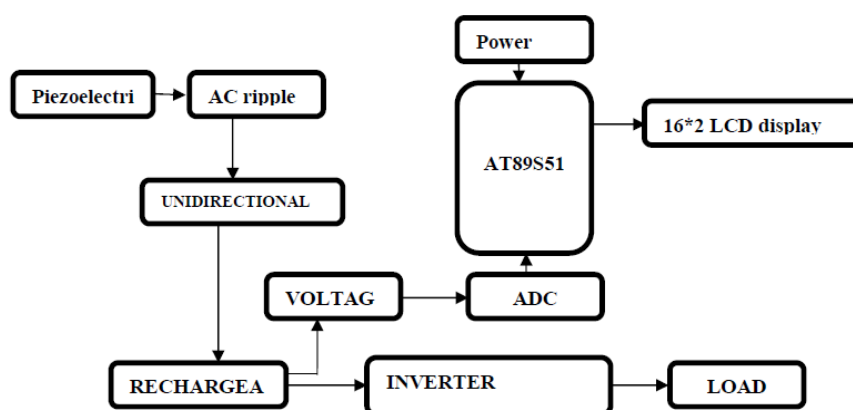 Power
Piezoelectri
AC ripple
16*2 LCD display
AT89S51
UNIDIRECTIONAL
VOLTAG
ADC
RECHARGEA
INVERTER
LOAD